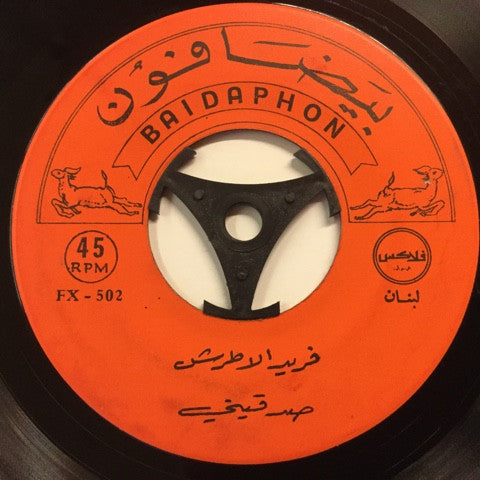 بيضافون
BAIDAPHON
45
RPM
FX - 502
فلاكس
لبنان
فريد الاطرش
صدقيني